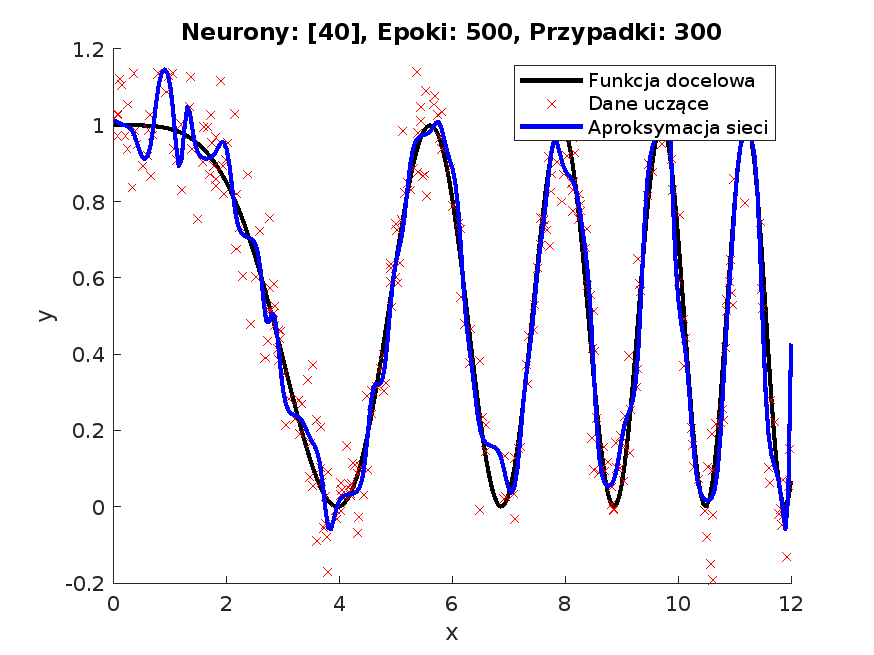 Neurony: [40], Epoki: 500, Przypadki: 300
1.2
Funkcja docelowa
Dane uczące
Aproksymacja sieci
1
0.8
0.6
y
0.4
0.2
0
-0.2
0 2 4 6 8 10 12
x